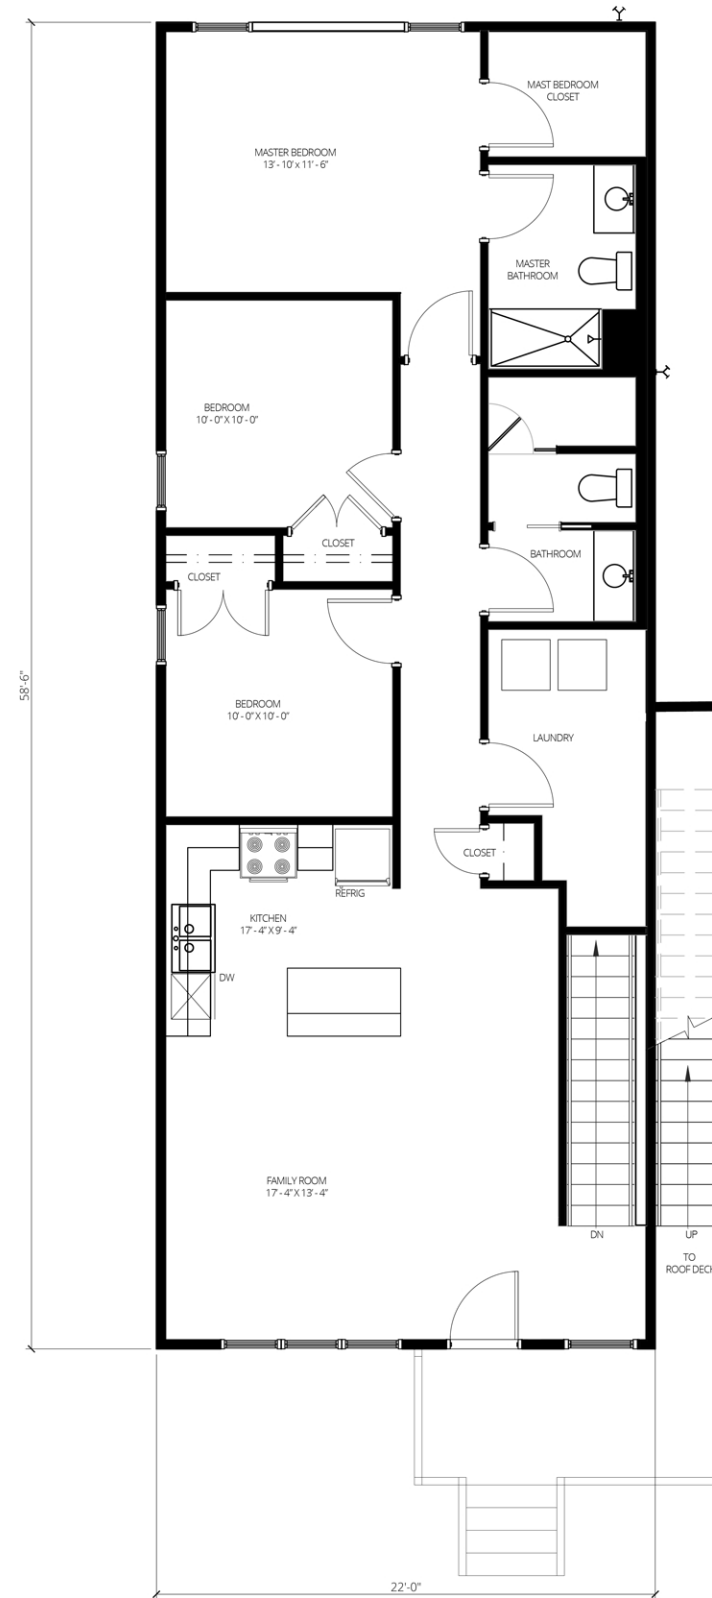 MAST BEDROOM
CLOSET
MASTER BEDROOM
13' - 10' x 11' - 6"
MASTER
BATHROOM
BEDROOM
10' - 0" X 10' - 0"
CLOSET
BATHROOM
CLOSET
58'-6"
BEDROOM
10' - 0" X 10' - 0"
LAUNDRY
CLOSET
REFRIG
KITCHEN
17' - 4" X 9' - 4"
DW
FAMILY ROOM
17' - 4" X 13' - 4"
DN
UP
TO
ROOF DECK
22'-0"